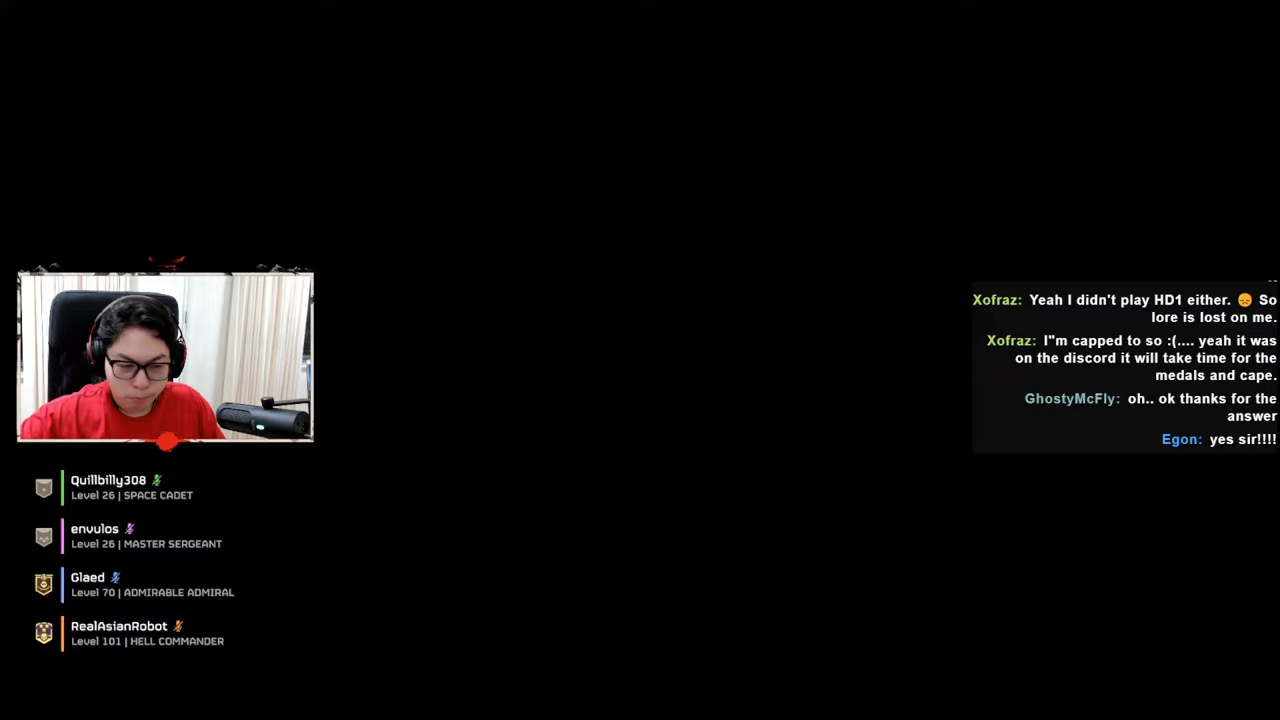 Xofraz: Yeah I didn't play HD1 either. 😞 So
lore is lost on me.
Xofraz: I"m capped to so :(.... yeah it was
on the discord it will take time for the
medals and cape.
GhostyMcFly: oh.. ok thanks for the
answer
Egon: yes sir!!!!
Quillbilly308
Level 26 | SPACE CADET
envulos
Level 26 | MASTER SERGEANT
Glaed
Level 70 | ADMIRABLE ADMIRAL
RealAsianRobot
Level 101 | HELL COMMANDER